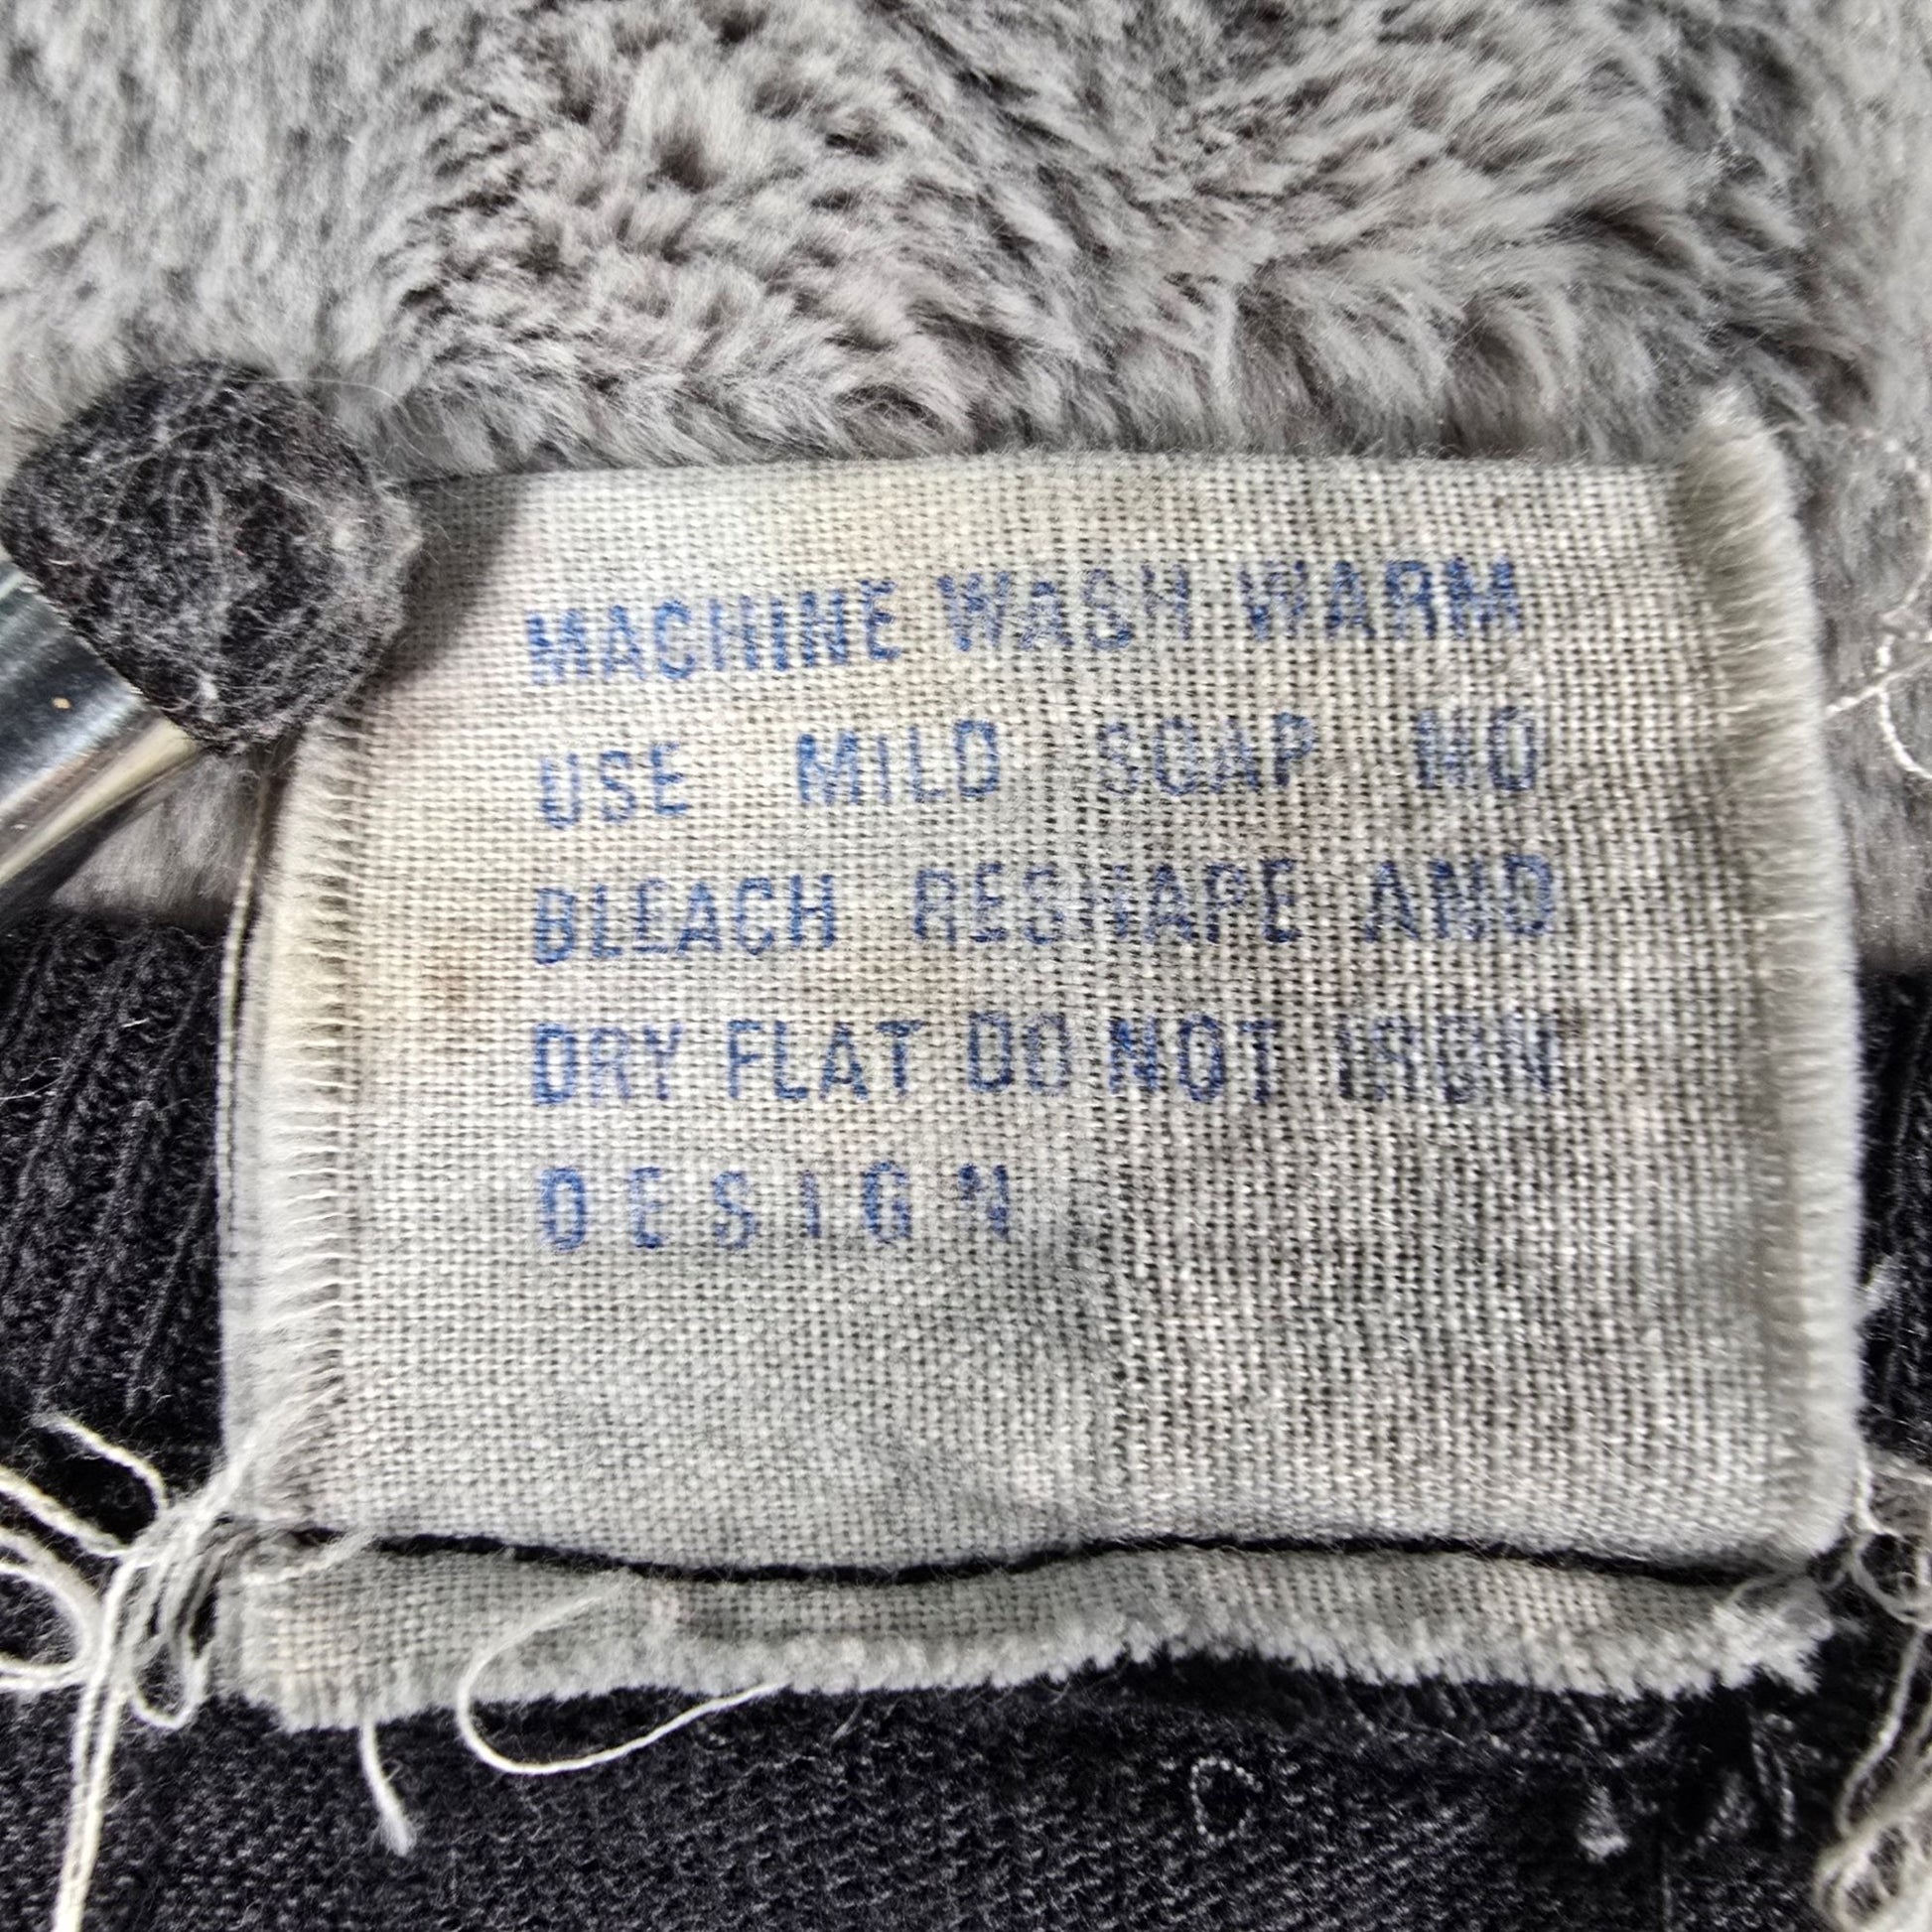 MACHINE WASH WARM
USE MILD SOAP NO
BLEACH RESHAPE AND
DRY FLAT DO NOT IRON
DESIGN